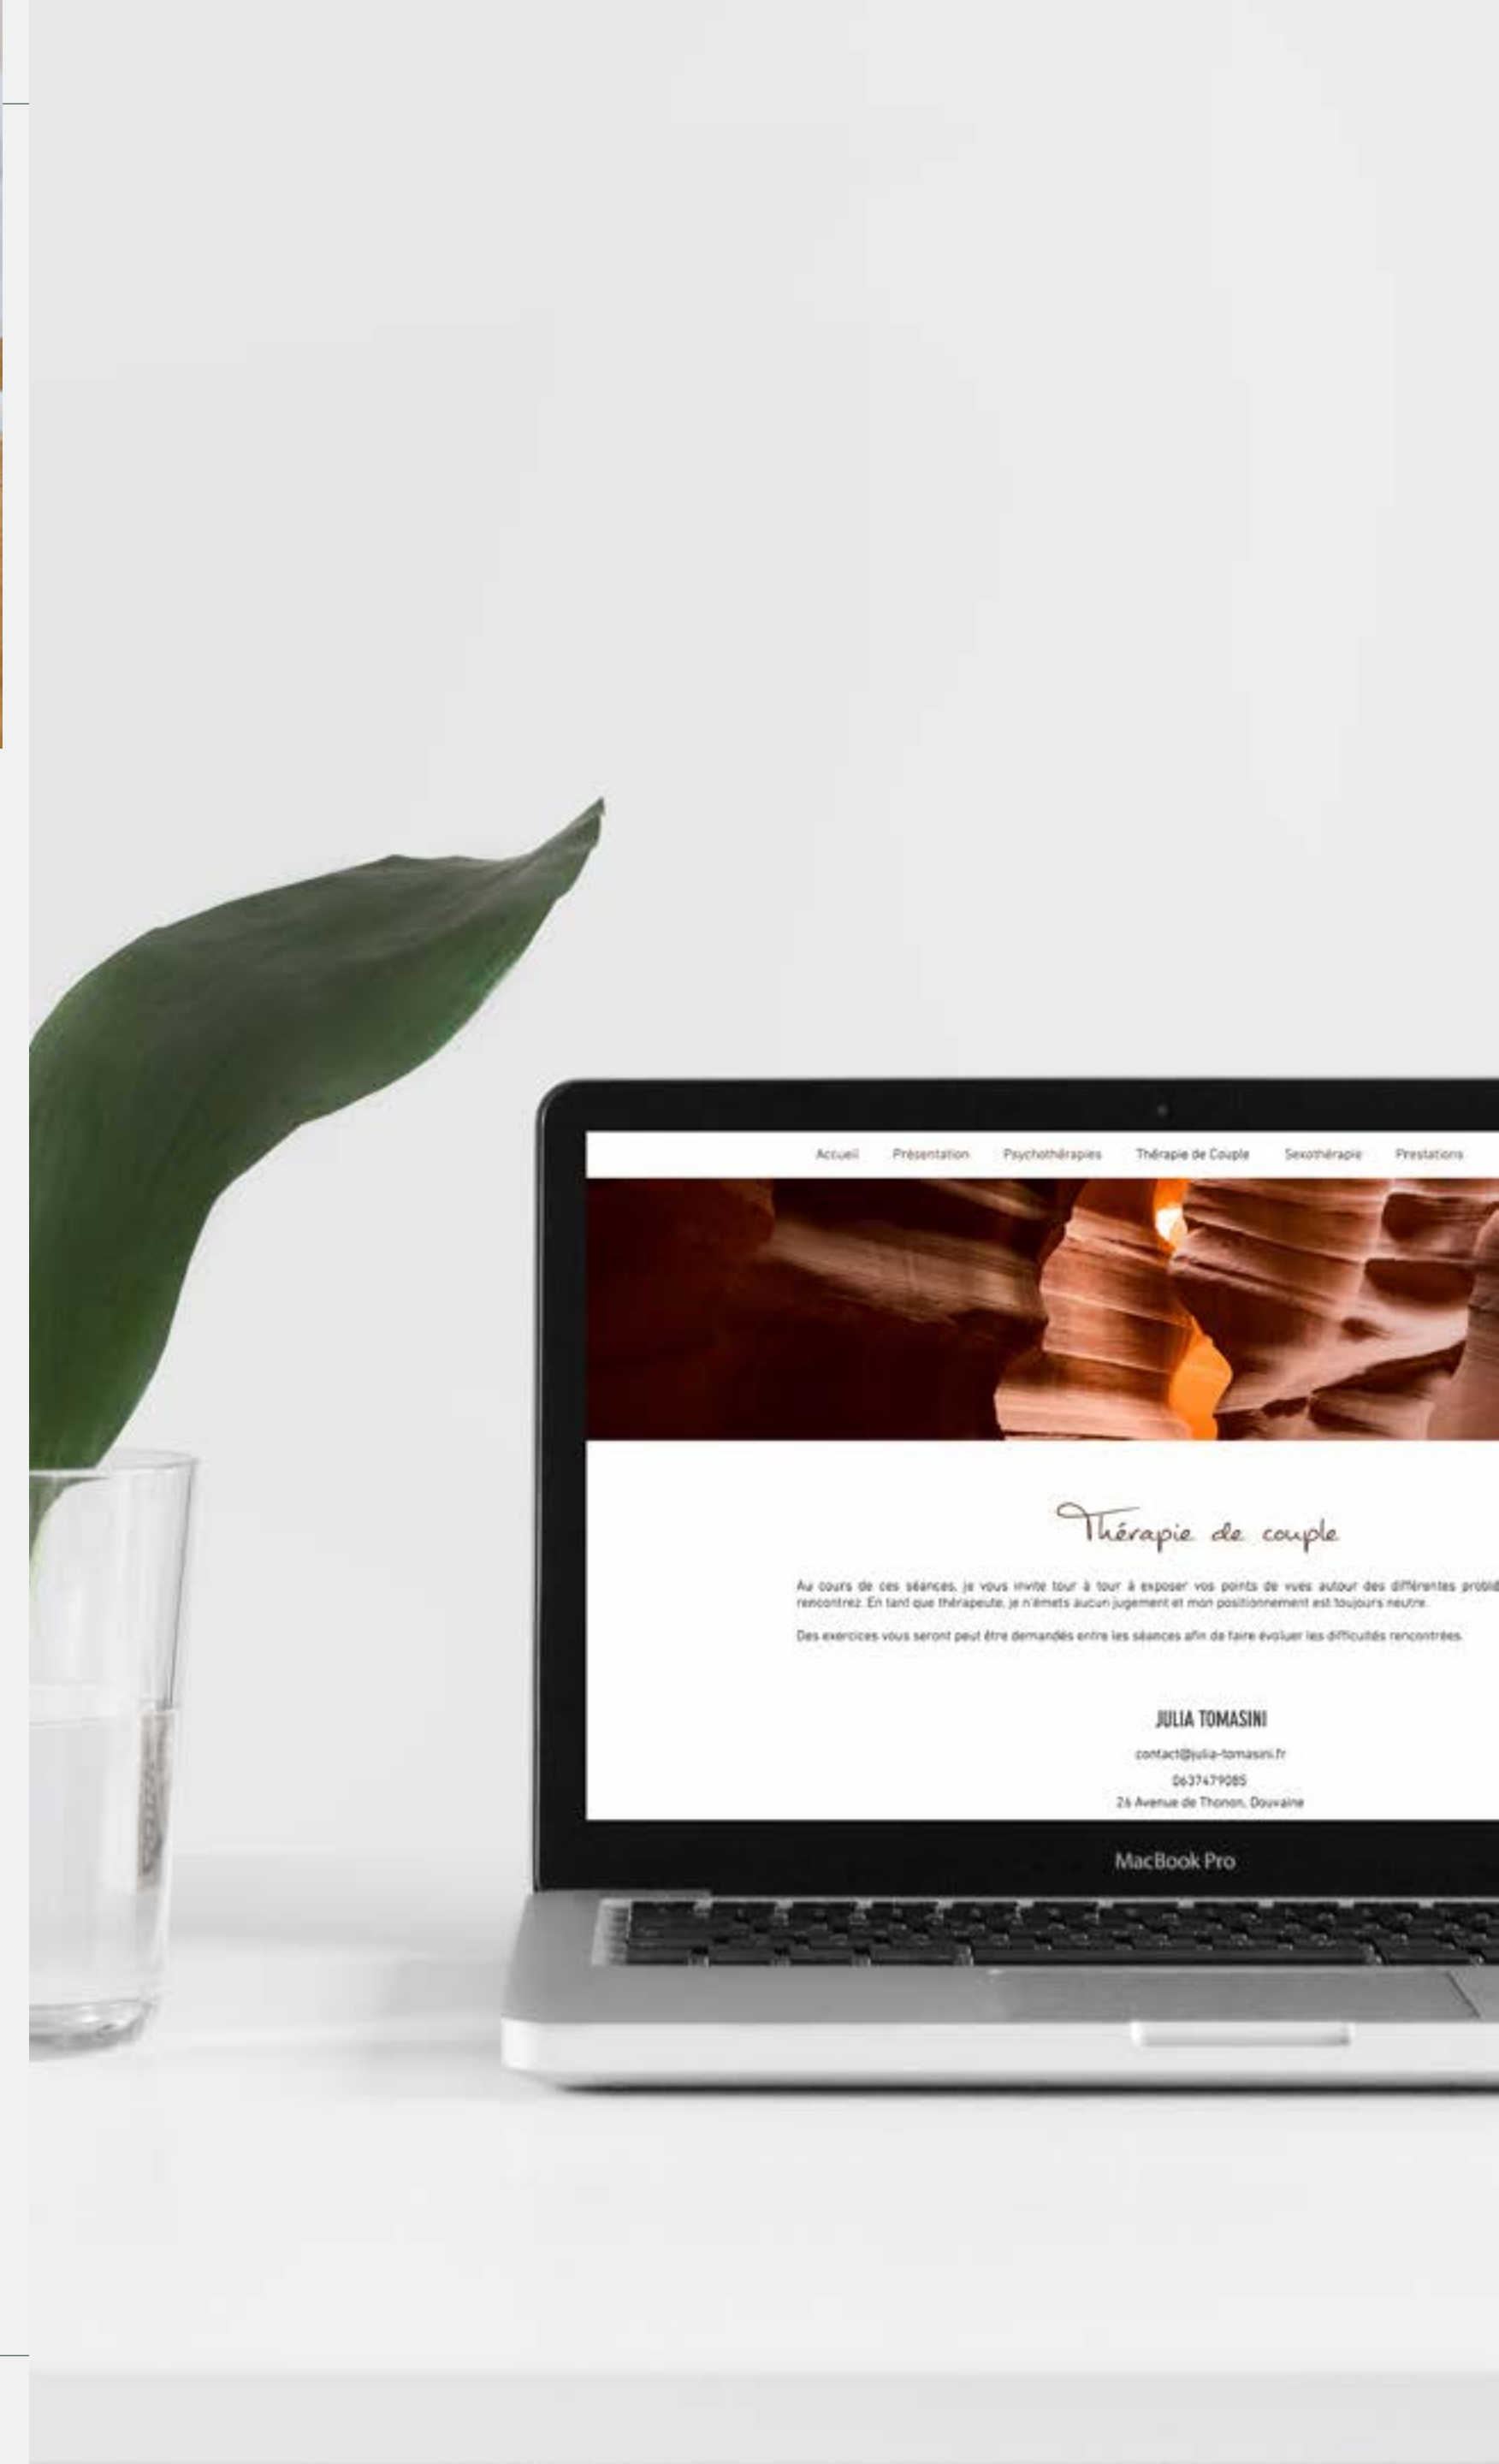 Accueil Présentation Psychothérapies Thérapie de Couple Sexothérapie Prestations
Thérapie de couple
Au cours de ces séances, je vous invite tour à tour à exposer vos points de vues autour des différentes
rencontrez. En tant que thérapeute, je n'émets aucun jugement et mon positionnement est toujours neutre.
Des exercices vous seront peut être demandés entre les séances afin de faire évoluer les difficultés rencontrées.
JULIA TOMASINI
contact@julia-tomasini.fr
0637479085
26 Avenue de Thonon, Douvaine
MacBook Pro